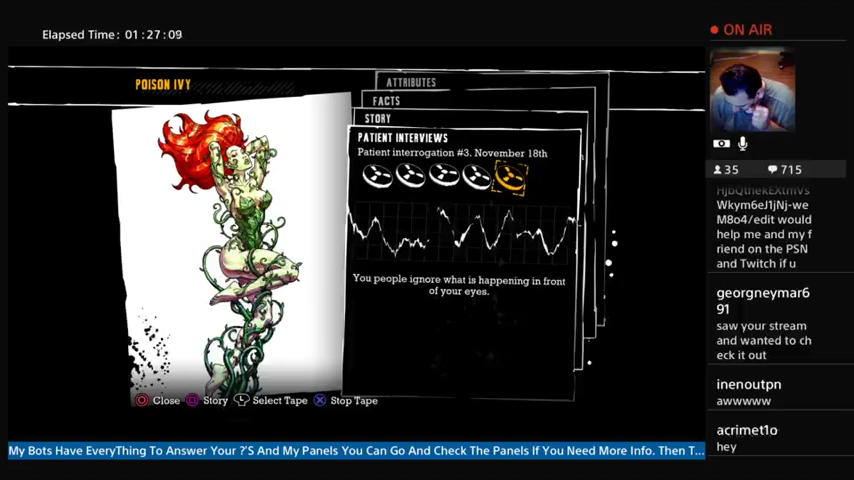 Elapsed Time: 01:27:09
ON AIR
POISON IVY
ATTRIBUTES
FACTS
STORY
PATIENT INTERVIEWS
Patient interrogation #3. November 18th
You people ignore what is happening in front
of your eyes.
Close Story Select Tape Stop Tape
My Bots Have EveryThing To Answer Your ?'S And My Panels You Can Go And Check The Panels If You Need More Info. Then T...
35 715
Wkym6eJ1jNj-we
M8o4/edit would
help me and my f
riend on the PSN
and Twitch if u
georgneymar6
91
saw your stream
and wanted to ch
eck it out
inenoutpn
awwwww
acrimet1o
hey